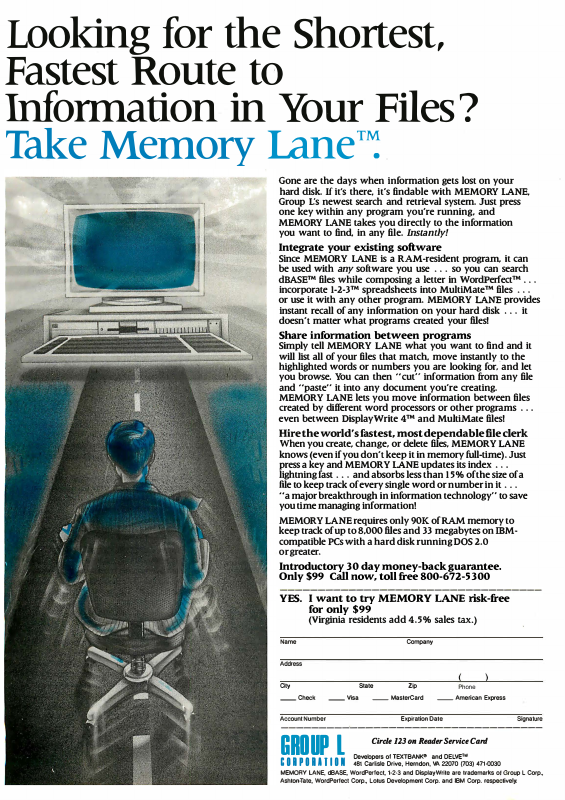 Looking for the Shortest,
Fastest Route to
Information in Your Files?
Take Memory Lane™.
Gone are the days when information gets lost on your
hard disk. If it's there, it's findable with MEMORY LANE,
Group L's newest search and retrieval system. Just press
one key within any program you're running, and
MEMORY LANE takes you directly to the information
you want to find, in any file. Instantly!
Integrate your existing software
Since MEMORY LANE is a RAM-resident program, it can
be used with any software you use . . . so you can search
dBASE™ files while composing a letter in WordPerfect™ . . .
incorporate 1-2-3™ spreadsheets into MultiMate™ files . . .
or use it with any other program. MEMORY LANE provides
instant recall of any information on your hard disk . . . it
doesn't matter what programs created your files!
Share information between programs
Simply tell MEMORY LANE what you want to find and it
will list all of your files that match, move instantly to the
highlighted words or numbers you are looking for, and let
you browse. You can then "cut" information from any file
and "paste" it into any document you're creating.
MEMORY LANE lets you move information between files
created by different word processors or other programs . . .
even between DisplayWrite 4™ and MultiMate files!
Hire the world's fastest, most dependable file clerk
When you create, change, or delete files, MEMORY LANE
knows (even if you don't keep it in memory full-time). Just
press a key and MEMORY LANE updates its index . . .
lightning fast . . . and absorbs less than 15% of the size of a
file to keep track of every single word or number in it . . .
"a major breakthrough in information technology" to save
you time managing information!
MEMORY LANE requires only 90K of RAM memory to
keep track of up to 8,000 files and 33 megabytes on IBM-
compatible PCs with a hard disk running DOS 2.0
or greater.
Introductory 30 day money-back guarantee.
Only $99 Call now, toll free 800-672-5300
YES. I want to try MEMORY LANE risk-free
for only $99
(Virginia residents add 4.5% sales tax.)
Name Company
Address
( )
City State Zip Phone
___ Check ___ Visa ___ MasterCard ___ American Express
Account Number Expiration Date Signature
GROUP L
CORPORATION
Circle 123 on Reader Service Card
Developers of TEXTBANK® and DELVE™
481 Carlisle Drive, Herndon, VA 22070 (703) 471-0030
MEMORY LANE, dBASE, WordPerfect, 1-2-3 and DisplayWrite are trademarks of Group L Corp.,
Ashton-Tate, WordPerfect Corp., Lotus Development Corp. and IBM Corp. respectively.